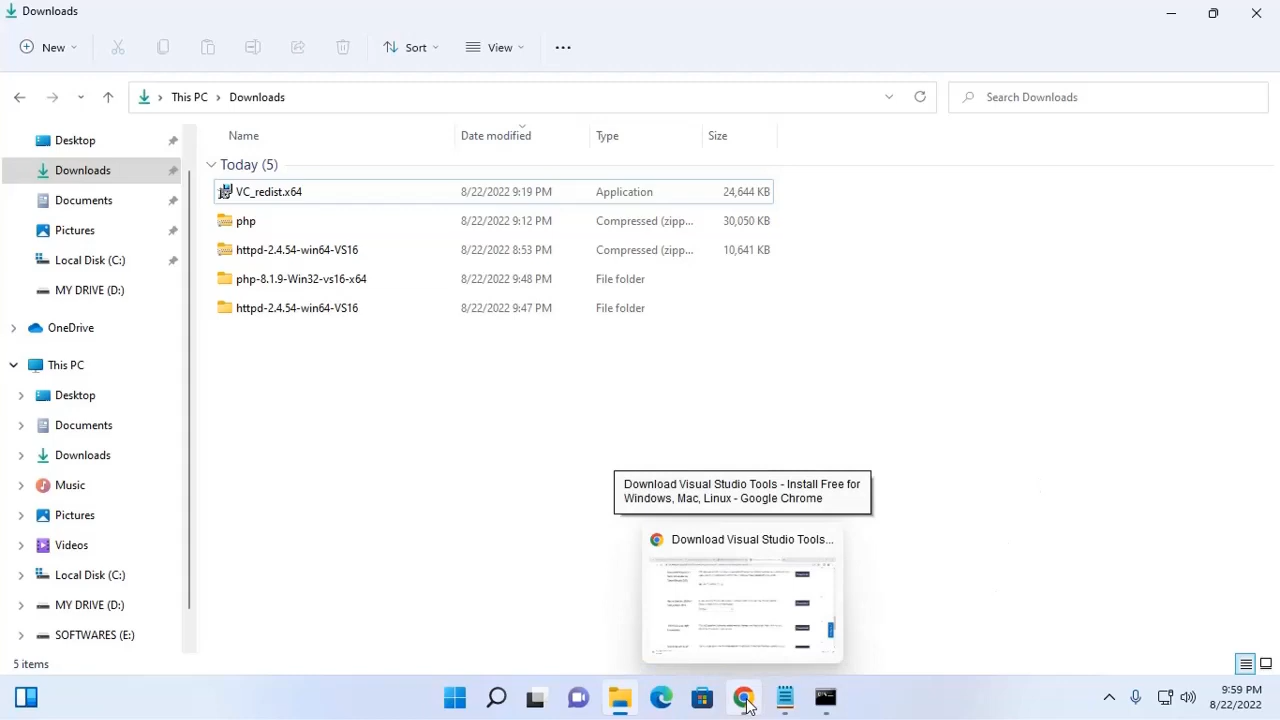 Downloads
New
Sort
View
This PC
Downloads
Search Downloads
Name
Date modified
Type
Size
Today (5)
VC_redist.x64
8/22/2022 9:19 PM
Application
24,644 KB
php
8/22/2022 9:12 PM
Compressed (zipp...
30,050 KB
httpd-2.4.54-win64-VS16
8/22/2022 8:53 PM
Compressed (zipp...
10,641 KB
php-8.1.9-Win32-vs16-x64
8/22/2022 9:48 PM
File folder
httpd-2.4.54-win64-VS16
8/22/2022 9:47 PM
File folder
Desktop
Downloads
Documents
Pictures
Local Disk (C:)
MY DRIVE (D:)
OneDrive
This PC
Desktop
Documents
Downloads
Music
Pictures
Videos
(C:)
(D:)
(E:)
Download Visual Studio Tools - Install Free for
Windows, Mac, Linux - Google Chrome
Download Visual Studio Tools...
5 items
9:59 PM
8/22/2022